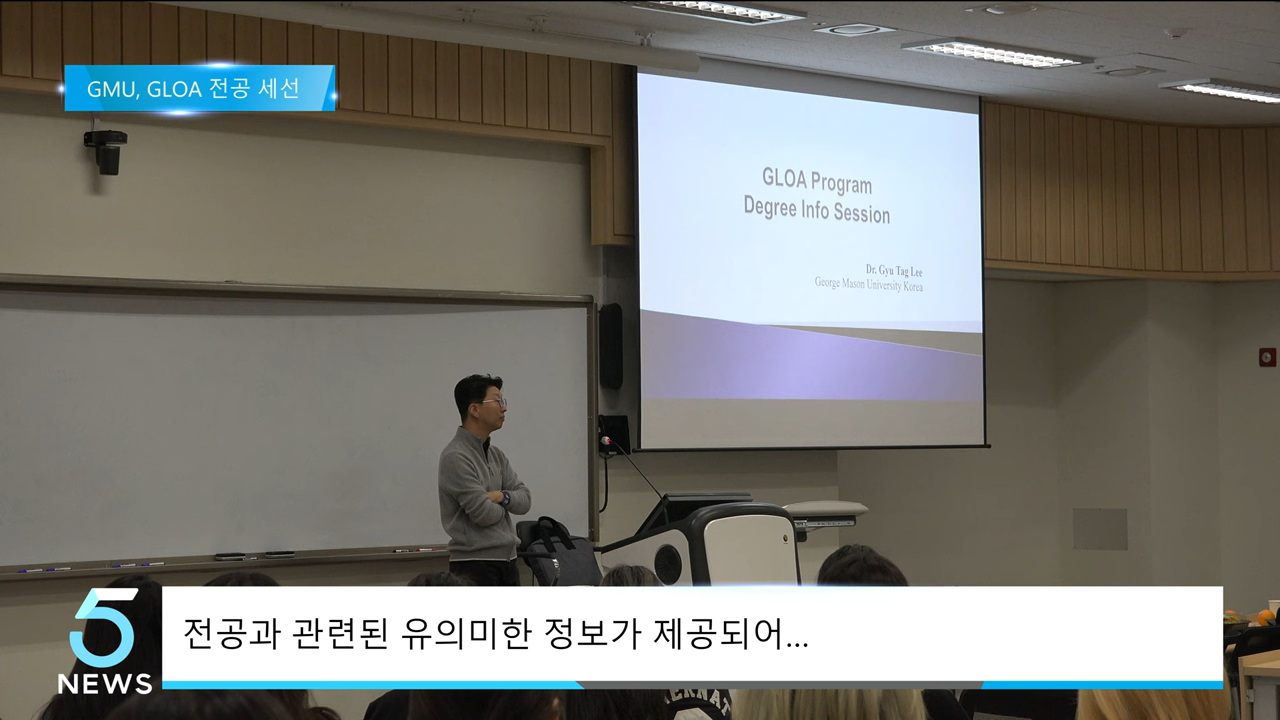 GMU, GLOA 전공 세선
GLOA Program
Degree Info Session
Dr. Gyu Tag Lee
George Mason University Korea
5
NEWS
전공과 관련된 유의미한 정보가 제공되어...